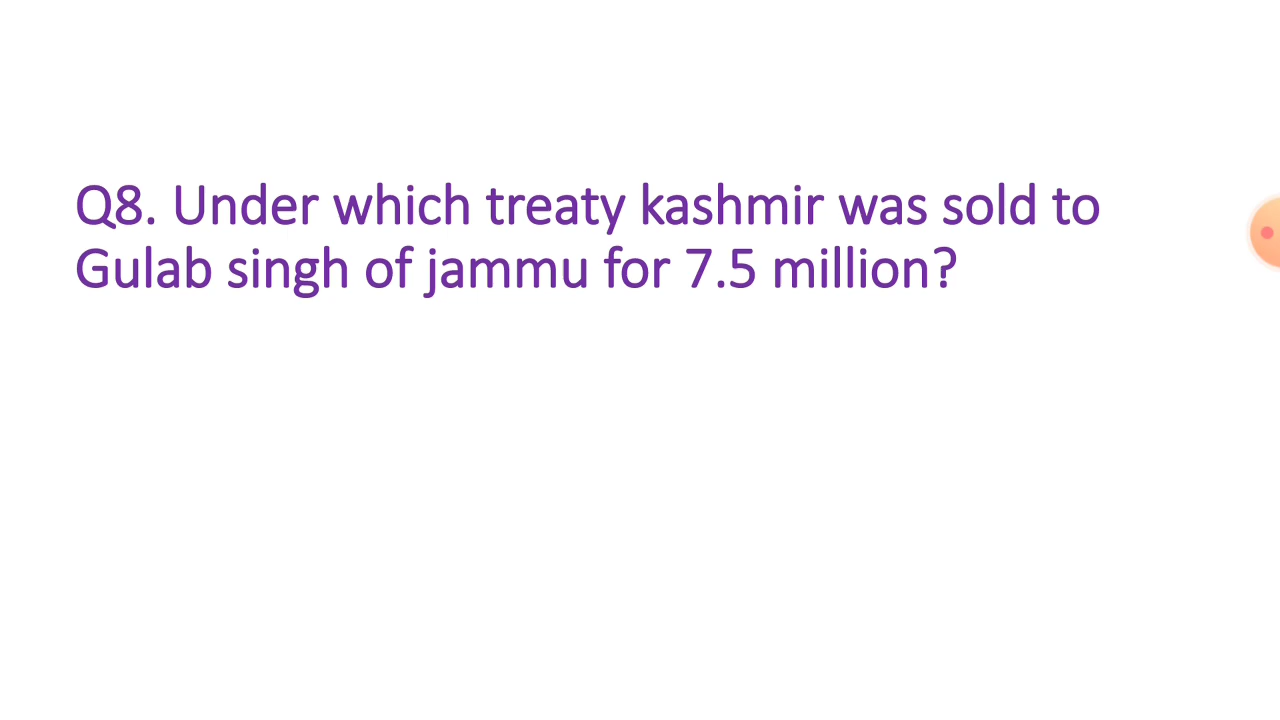 Q8. Under which treaty kashmir was sold to
Gulab singh of jammu for 7.5 million?